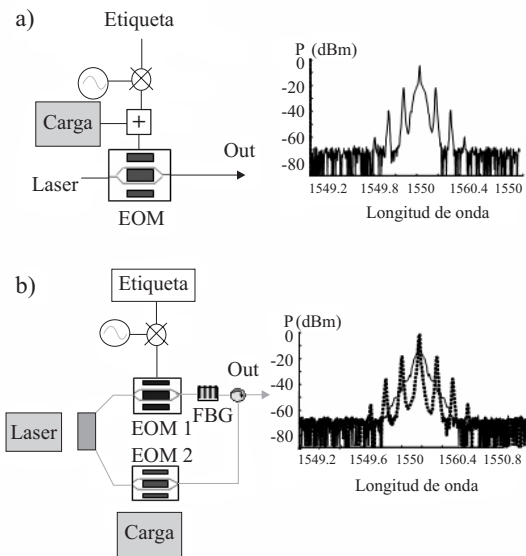 a)
Etiqueta
Carga
+
Laser
Out
EOM
P (dBm)
0
-20
-40
-60
-80
1549.2 1549.8 1550 1560.4 1550
Longitud de onda
b)
Etiqueta
Out
Laser
EOM 1
FBG
EOM 2
Carga
P (dBm)
0
-20
-40
-60
-80
1549.2 1549.6 1550 1560.4 1550.8
Longitud de onda